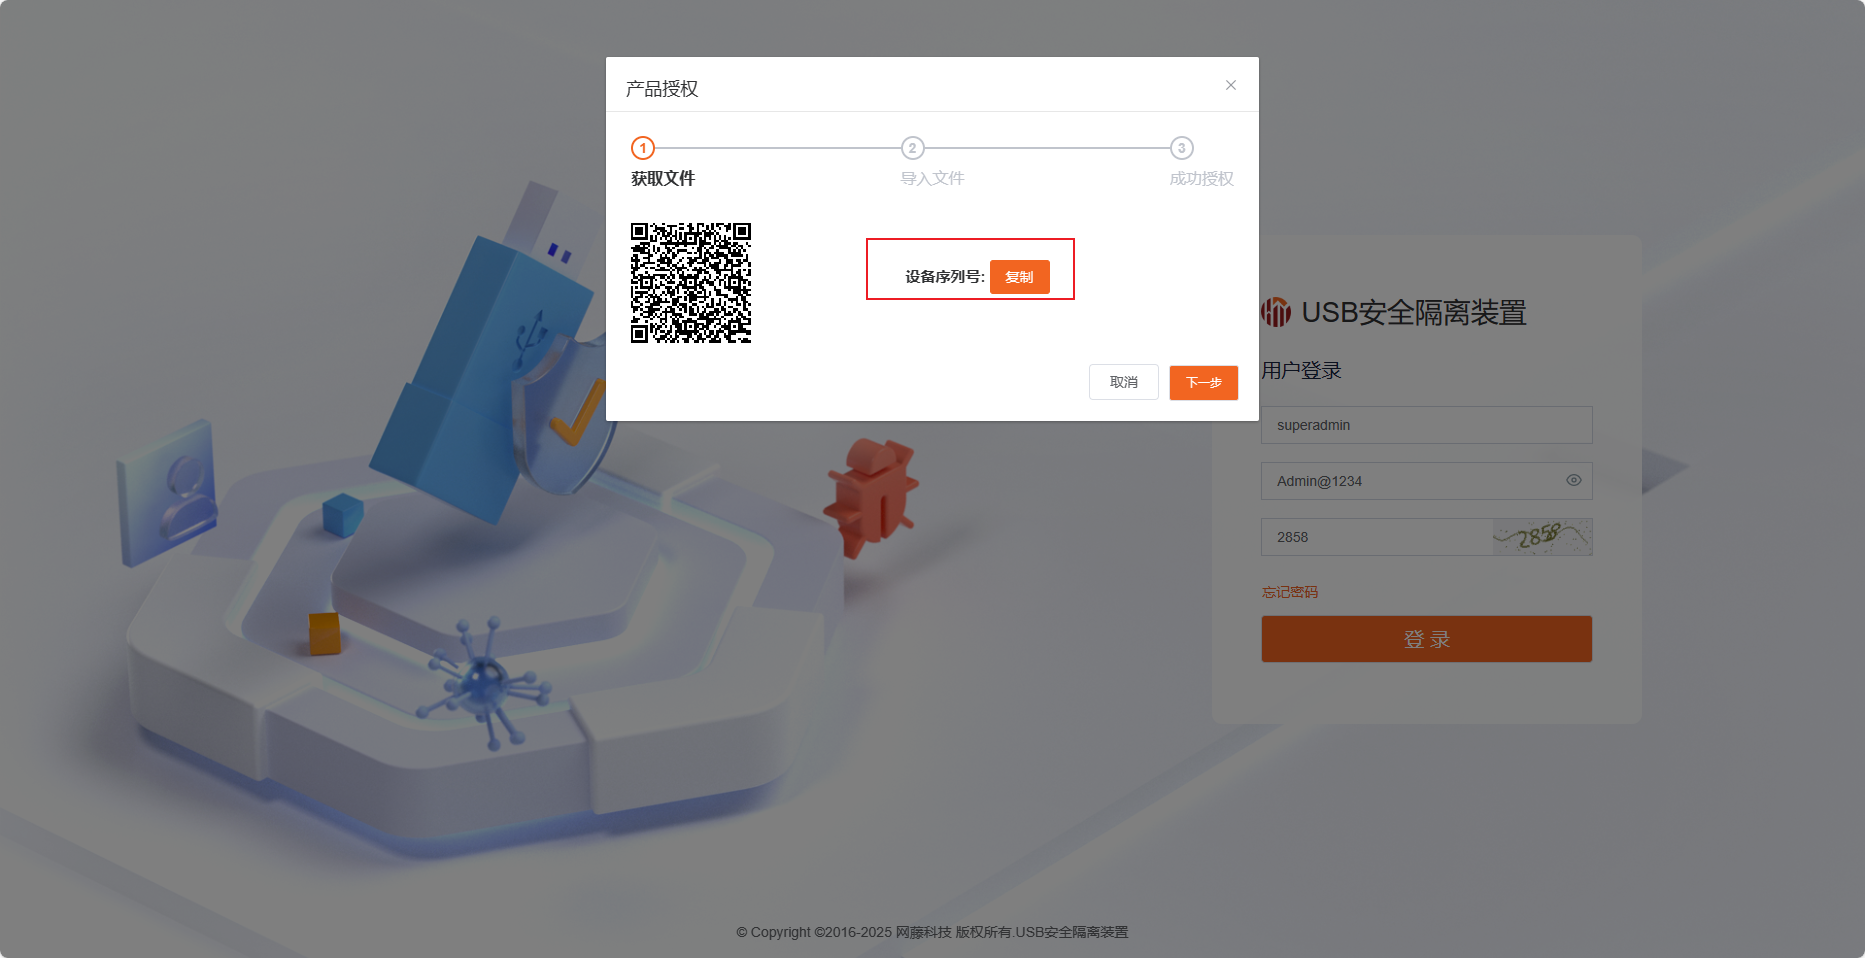 产品授权
1
2
3
获取文件
导入文件
成功授权
设备序列号:
复制
取消
下一步
USB安全隔离装置
用户登录
superadmin
Admin@1234
2858
2858
忘记密码
登 录
© Copyright ©2016-2025 网藤科技 版权所有.USB安全隔离装置